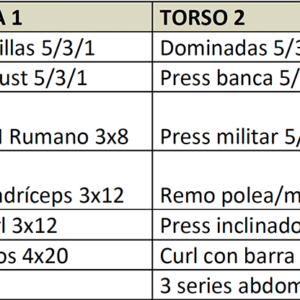 A 1 TORSO 2
illas 5/3/1 Dominadas 5/3
ust 5/3/1 Press banca 5/
Rumano 3x8 Press militar 5/
dríceps 3x12 Remo polea/m
rl 3x12 Press inclinado
os 4x20 Curl con barra
3 series abdom